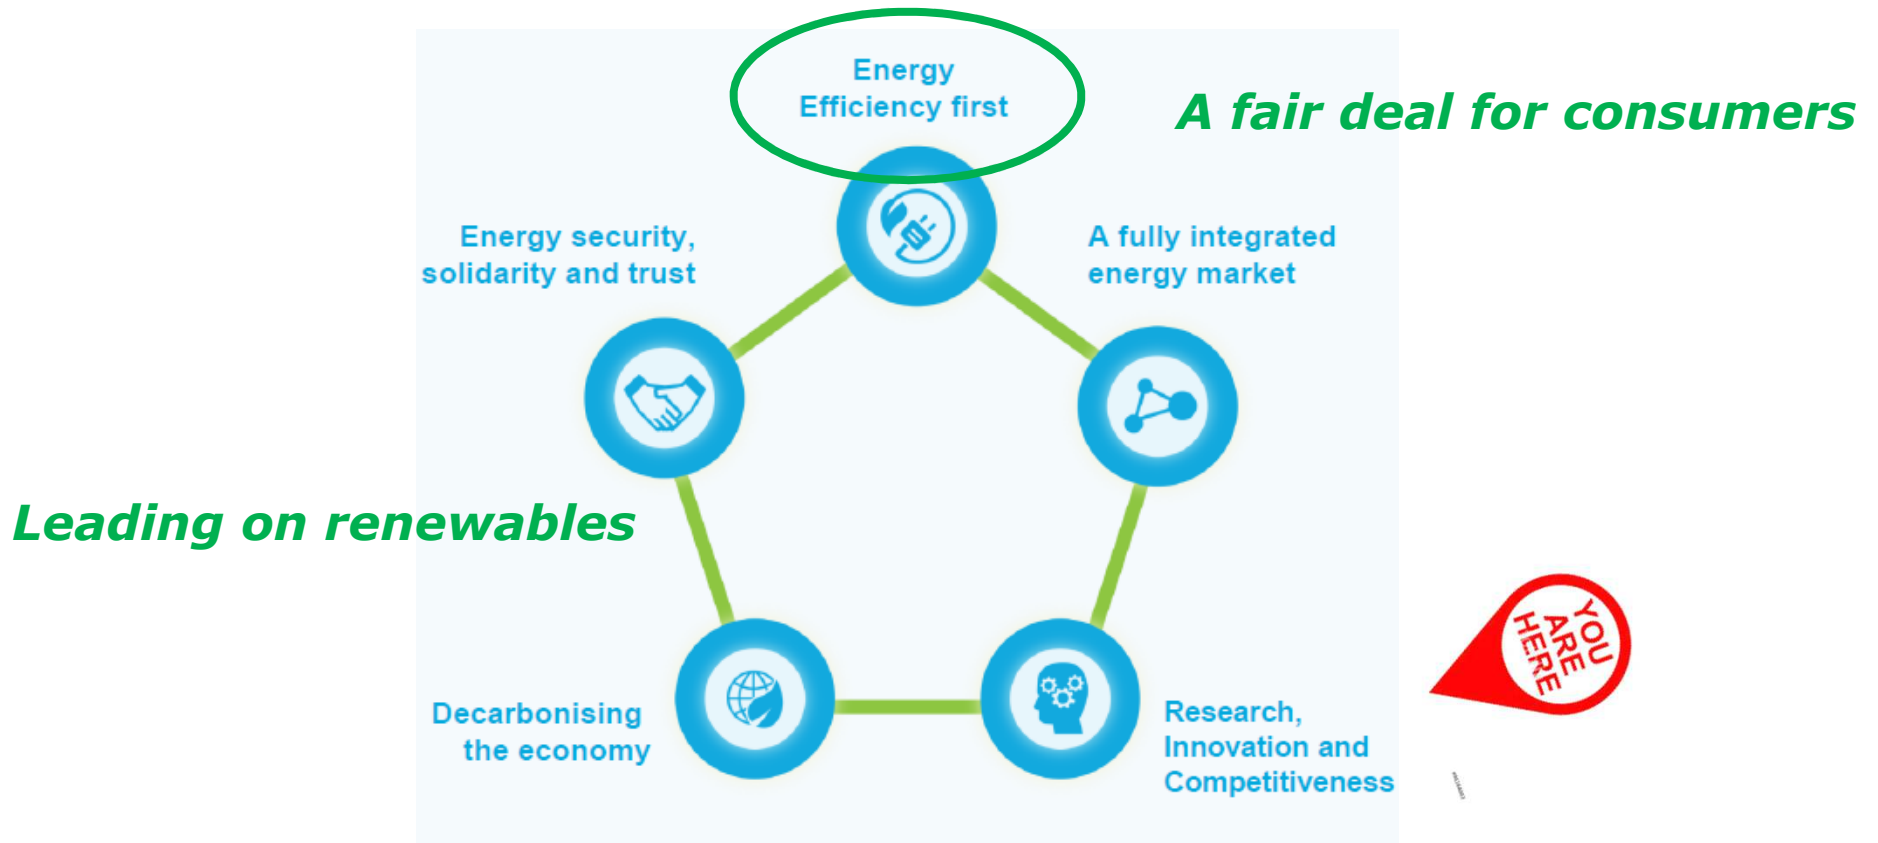 Energy
Efficiency first
A fair deal for consumers
Energy security,
solidarity and trust
A fully integrated
energy market
Leading on renewables
YOU
ARE
HERE
Decarbonising
the economy
Research,
Innovation and
Competitiveness